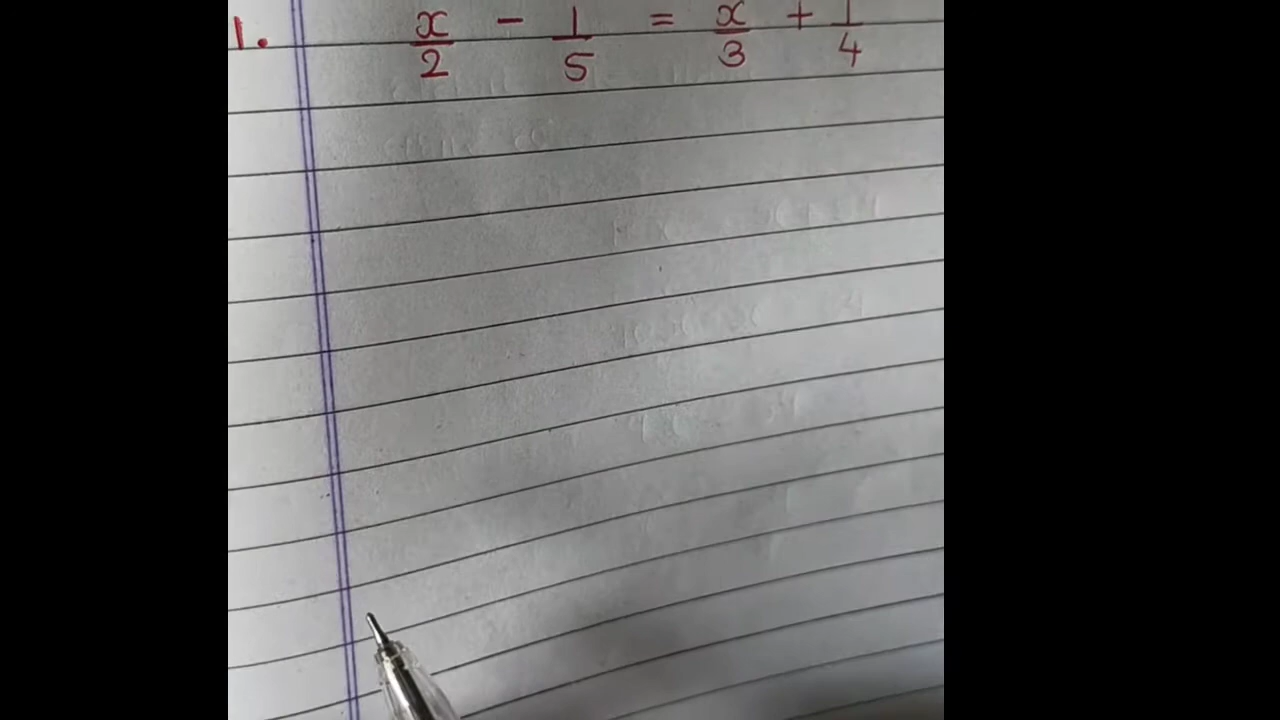 1. x/2 - 1/5 = x/3 + 1/4